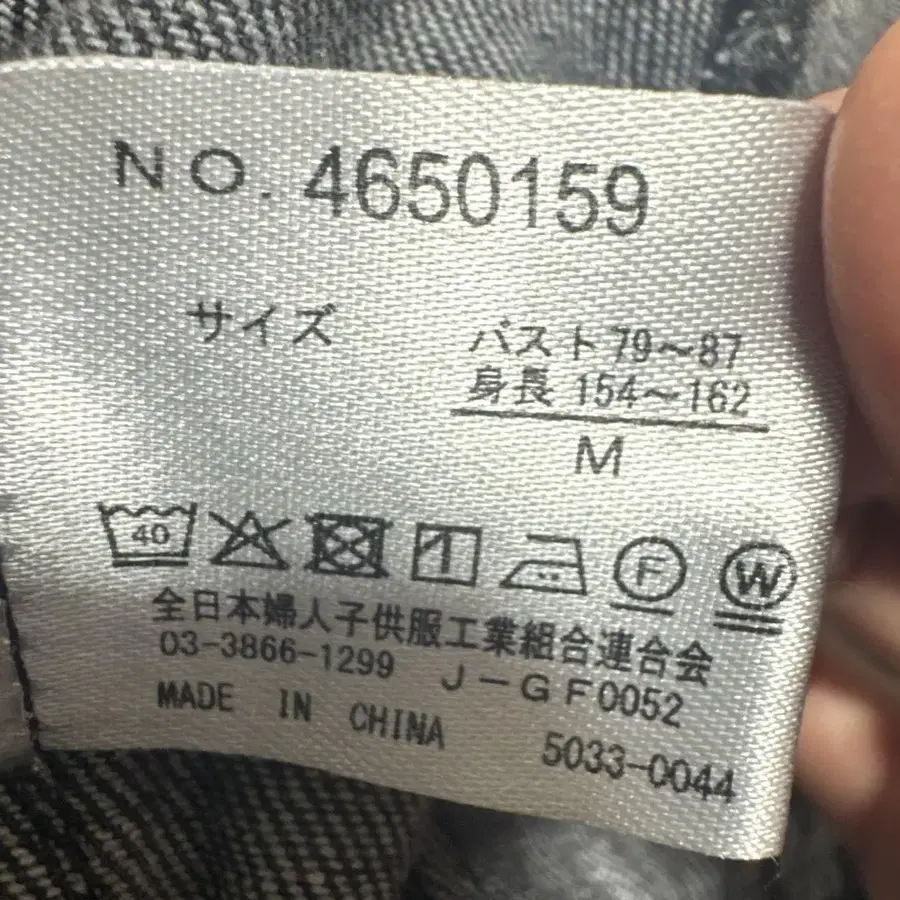 NO. 4650159
サイズ
バスト 79～87
身長 154～162
M
40 F W
全日本婦人子供服工業組合連合会
03-3866-1299 J－GF0052
MADE IN CHINA 5033-0044